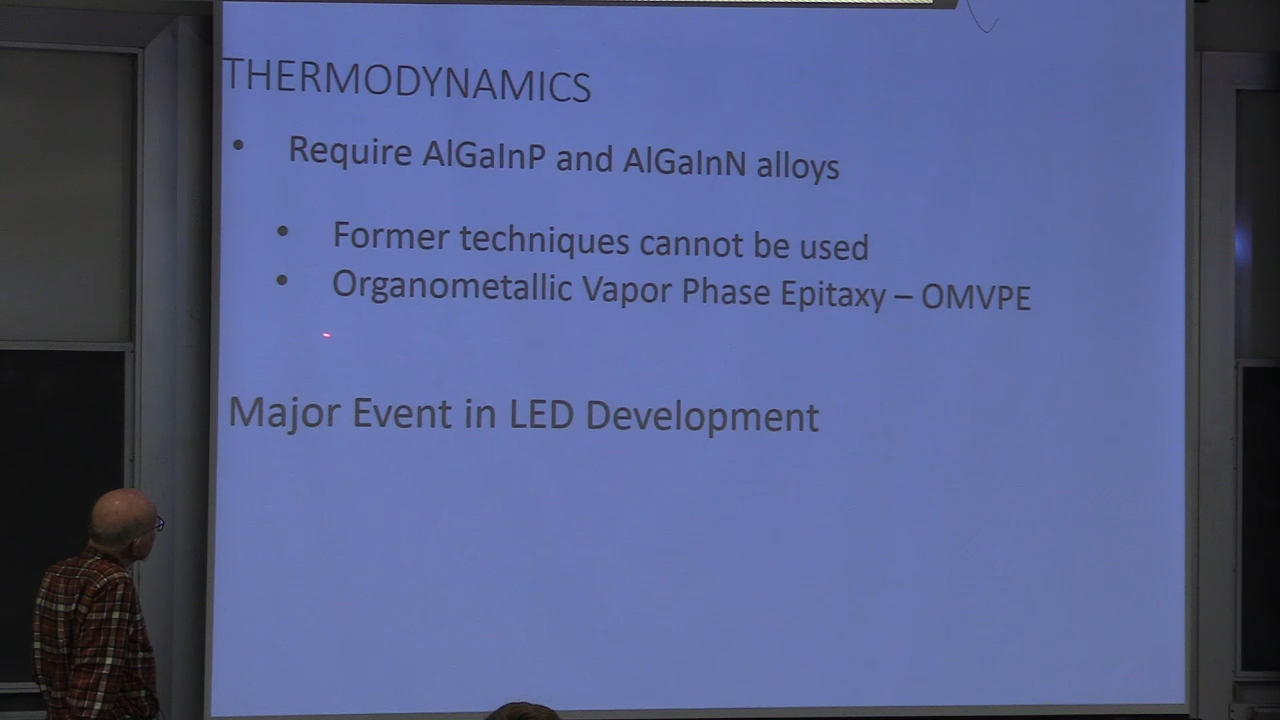 THERMODYNAMICS
• Require AlGaInP and AlGaInN alloys
• Former techniques cannot be used
• Organometallic Vapor Phase Epitaxy – OMVPE
Major Event in LED Development